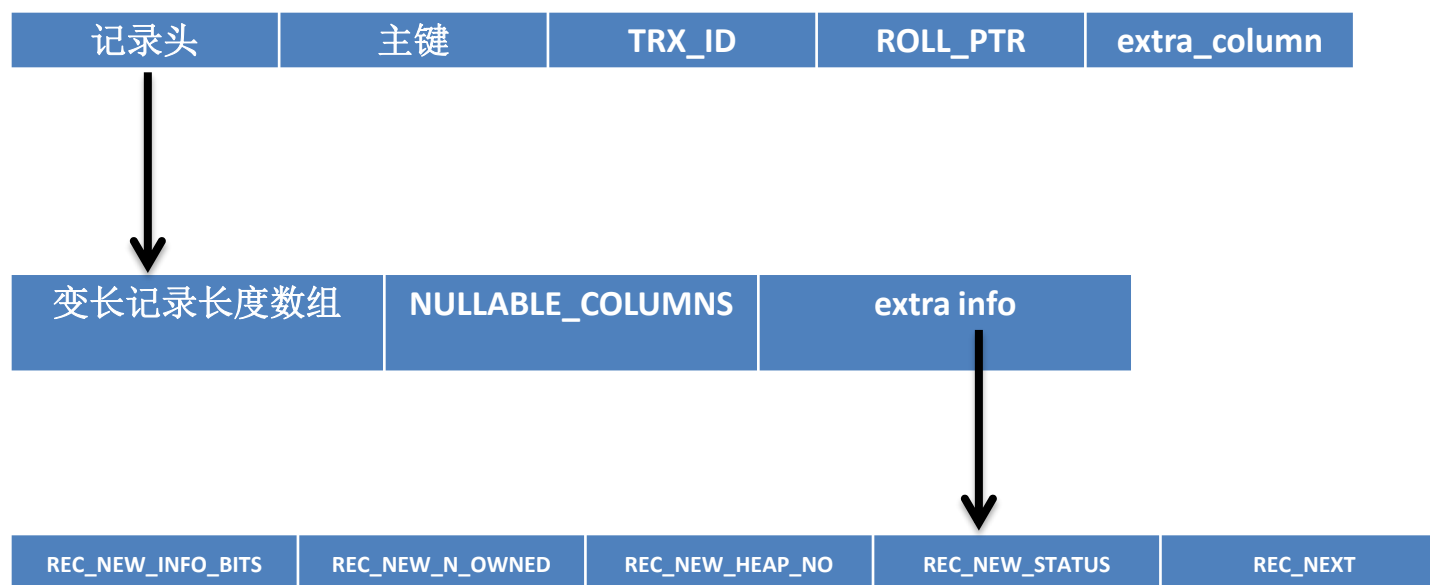 记录头 主键 TRX_ID ROLL_PTR extra_column
变长记录长度数组 NULLABLE_COLUMNS extra info
REC_NEW_INFO_BITS REC_NEW_N_OWNED REC_NEW_HEAP_NO REC_NEW_STATUS REC_NEXT